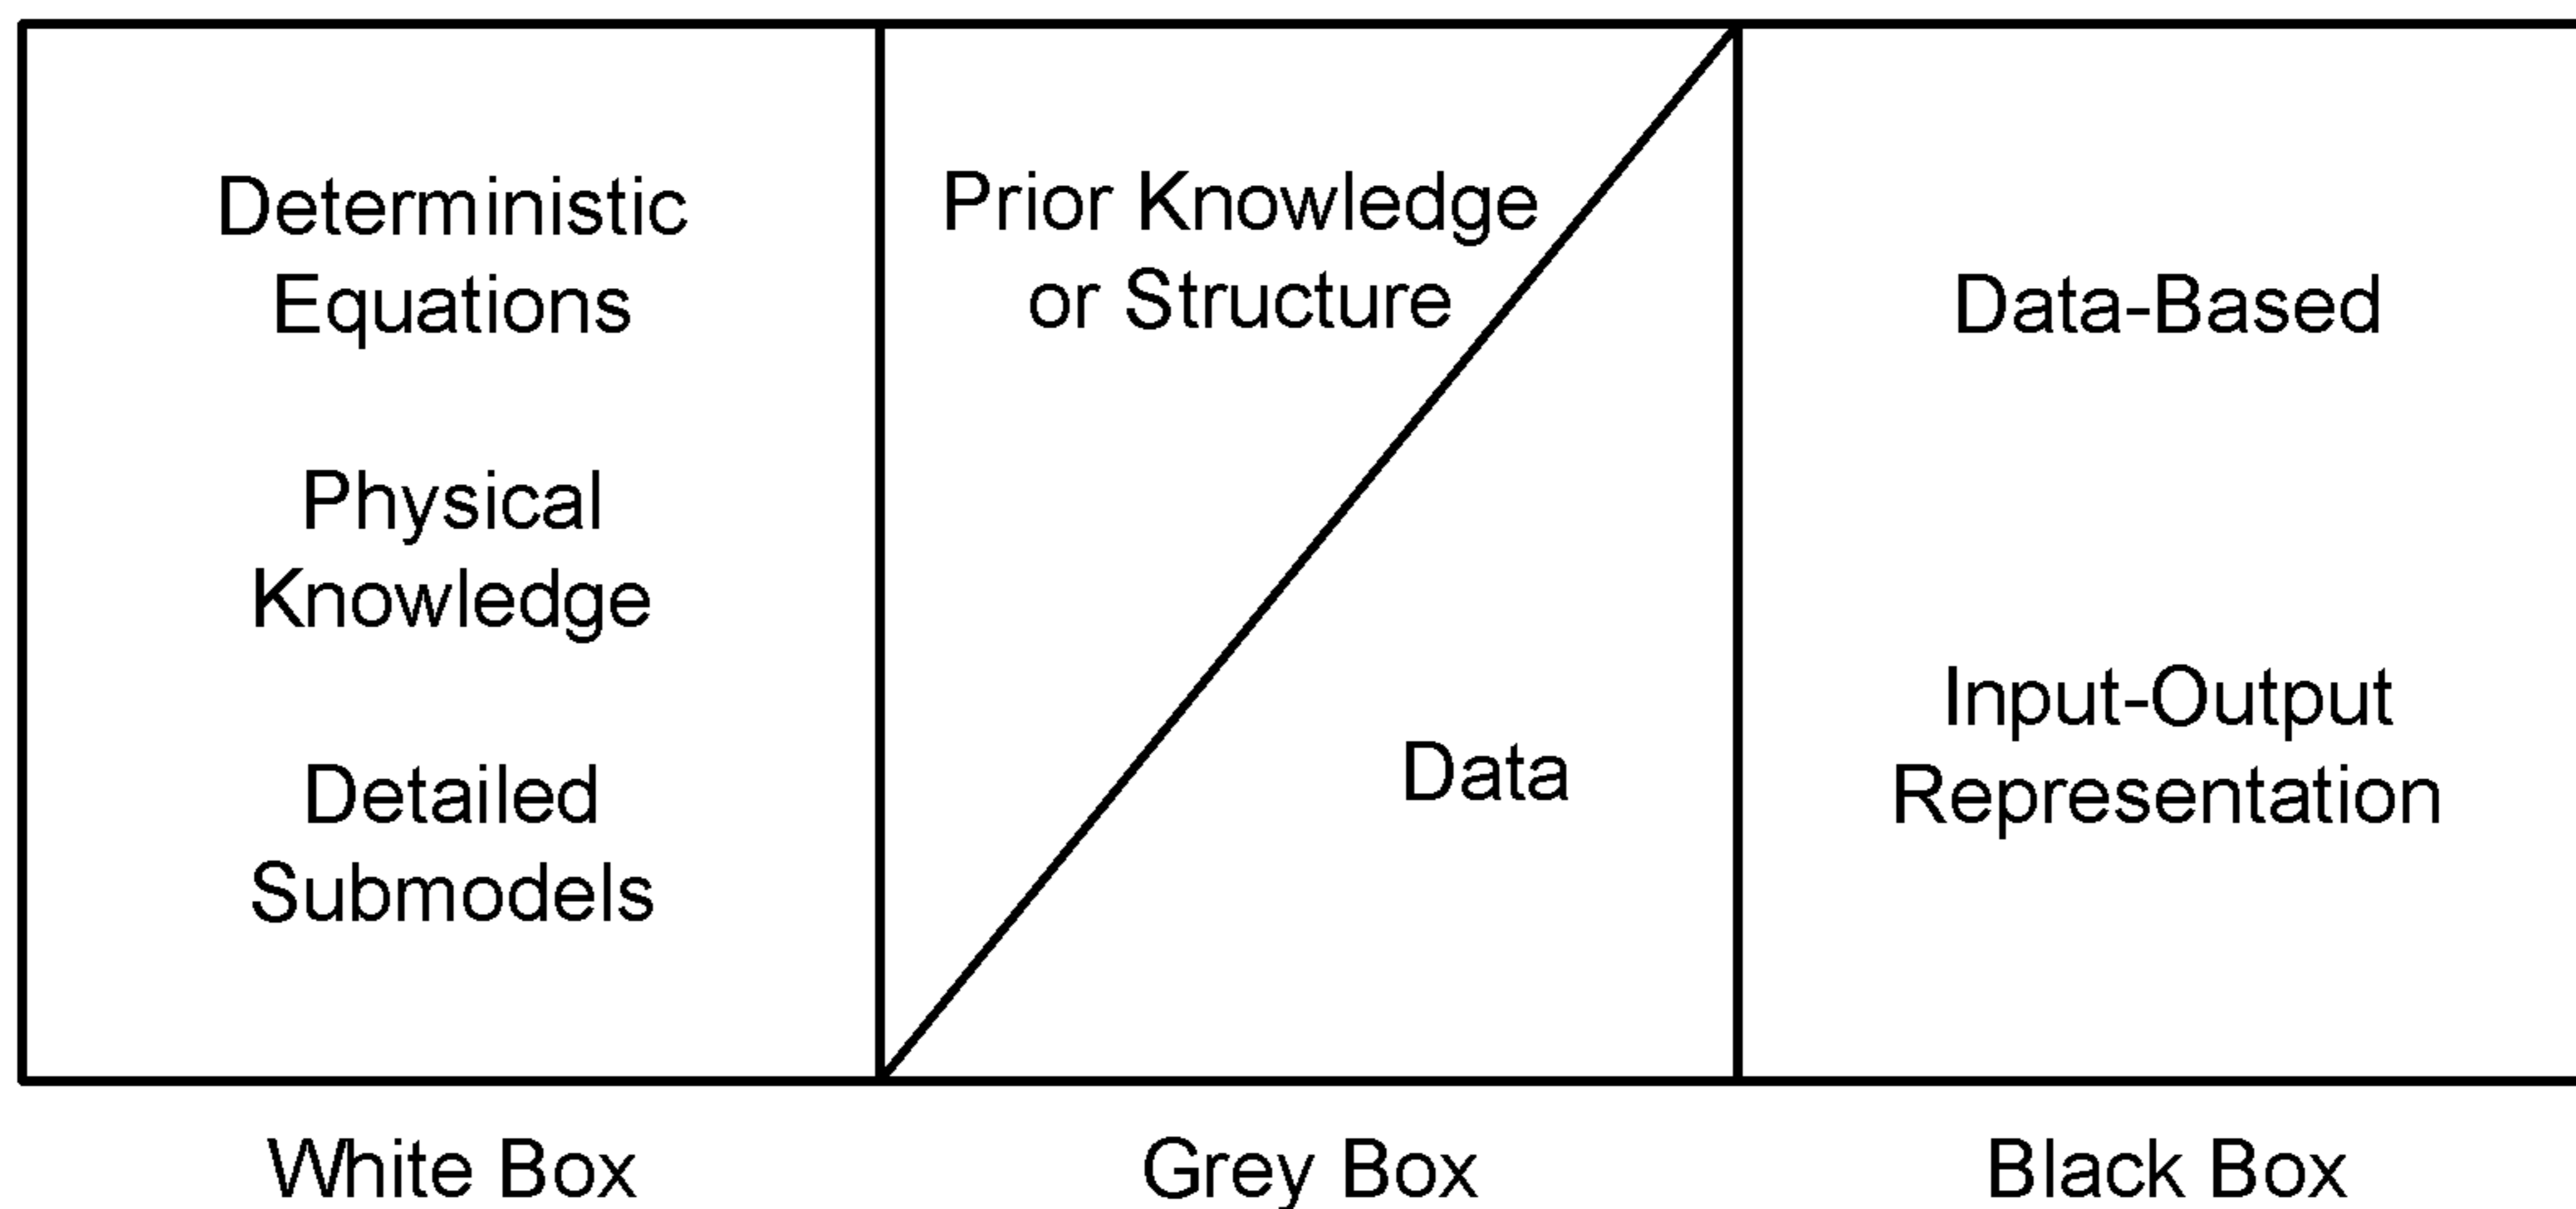 Deterministic
Equations
Physical
Knowledge
Detailed
Submodels
Prior Knowledge
or Structure
Data
Data-Based
Input-Output
Representation
White Box
Grey Box
Black Box